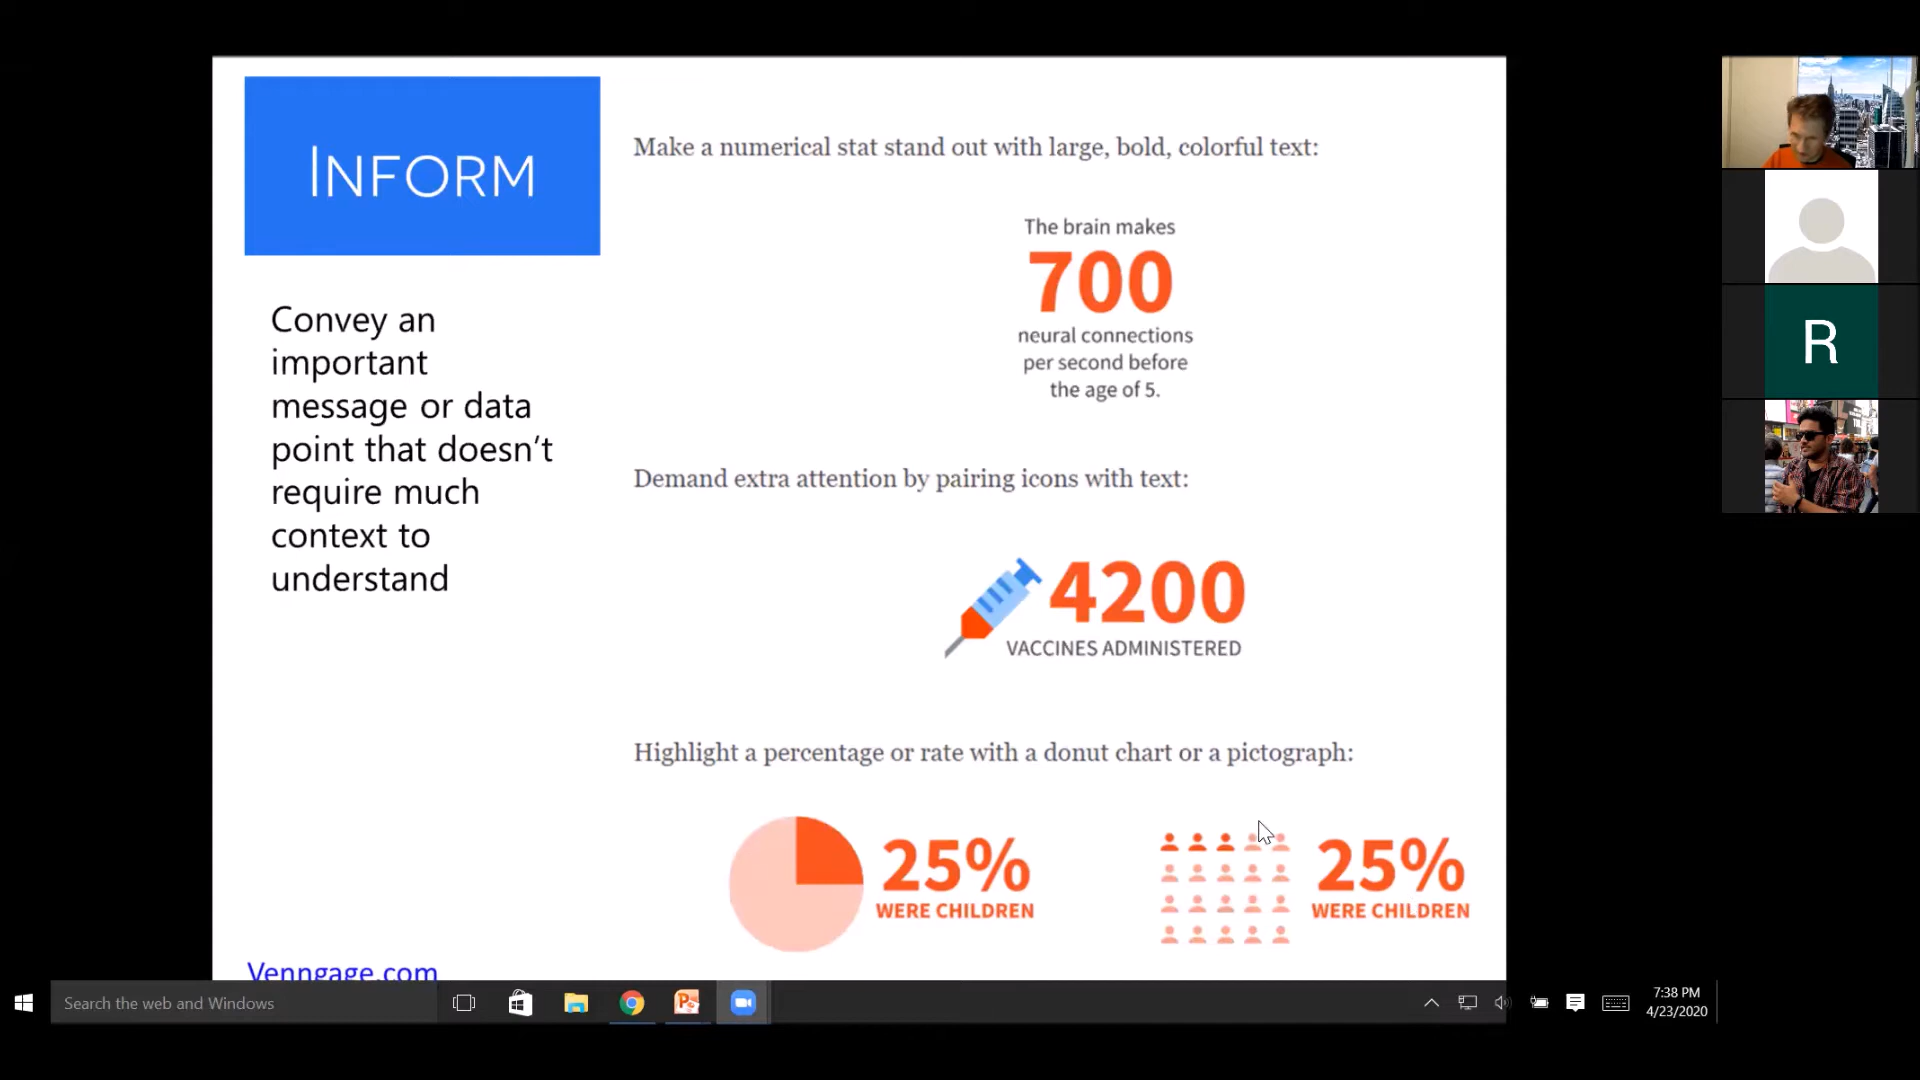 INFORM
Convey an
important
message or data
point that doesn't
require much
context to
understand
Venngage.com
Make a numerical stat stand out with large, bold, colorful text:
The brain makes
700
neural connections
per second before
the age of 5.
Demand extra attention by pairing icons with text:
4200
VACCINES ADMINISTERED
Highlight a percentage or rate with a donut chart or a pictograph:
25%
WERE CHILDREN
25%
WERE CHILDREN
R
Search the web and Windows
7:38 PM
4/23/2020